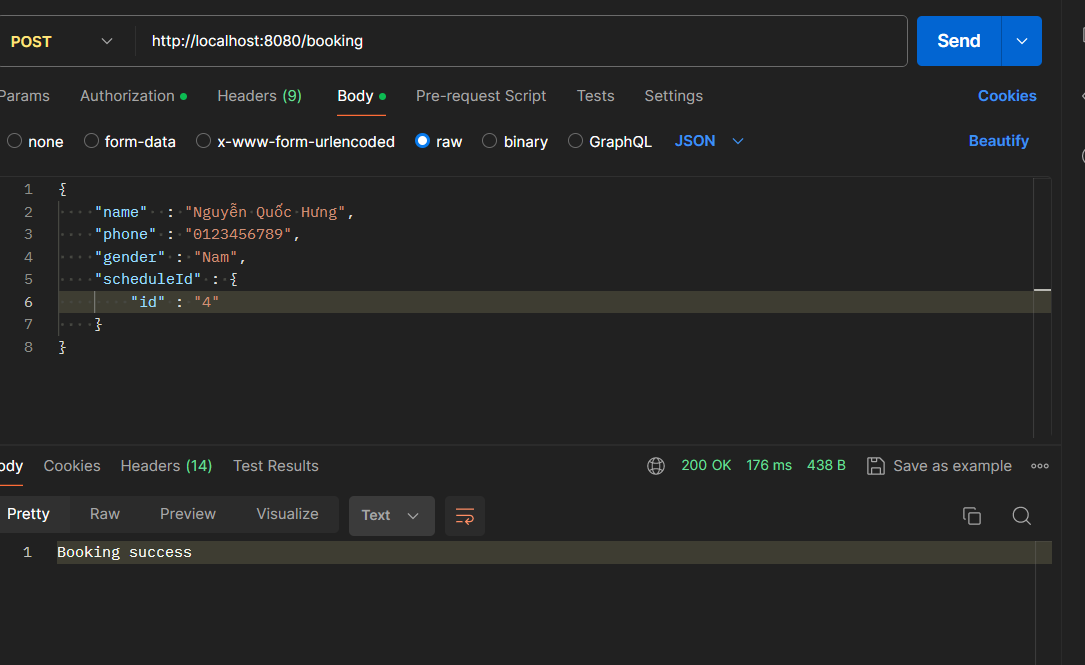 POST http://localhost:8080/booking Send
Params Authorization Headers (9) Body Pre-request Script Tests Settings Cookies
none form-data x-www-form-urlencoded raw binary GraphQL JSON Beautify
1 {
2 "name" : "Nguyễn Quốc Hưng",
3 "phone" : "0123456789",
4 "gender" : "Nam",
5 "scheduleId" : {
6 "id" : "4"
7 }
8 }
ody Cookies Headers (14) Test Results 200 OK 176 ms 438 B Save as example
Pretty Raw Preview Visualize Text
1 Booking success